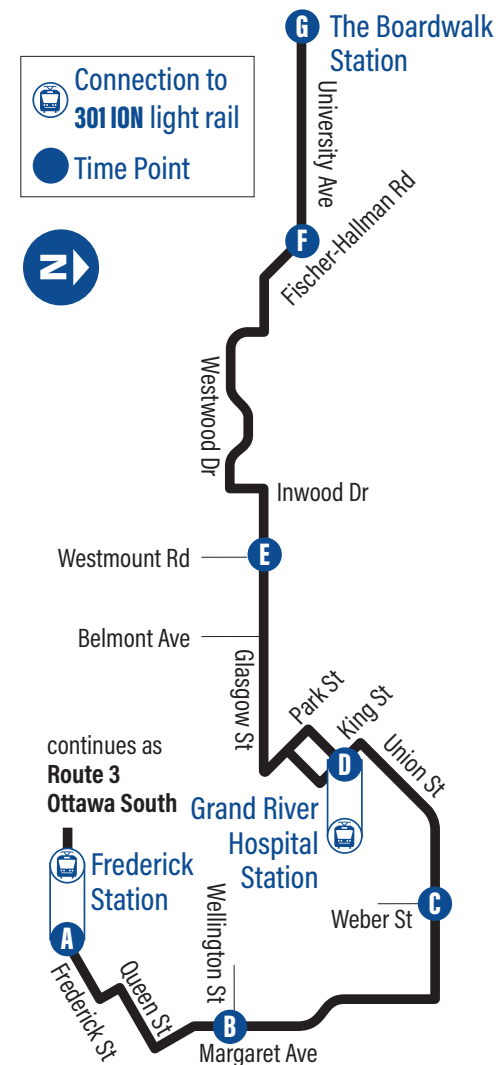 G
The Boardwalk
Station
Connection to
301 ION light rail
Time Point
University Ave
N
F
Fischer-Hallman Rd
Westwood Dr
Inwood Dr
Westmount Rd
E
Belmont Ave
Glasgow St
Park St
King St
D
Union St
continues as
Route 3
Ottawa South
Grand River
Hospital
Station
Frederick
Station
A
Wellington St
Weber St
C
Frederick St
Queen St
B
Margaret Ave